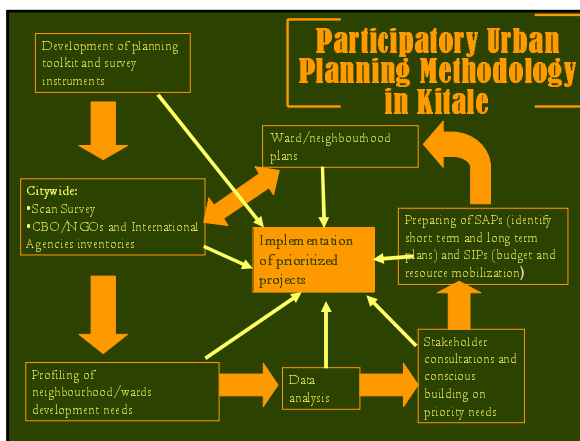 Participatory Urban
Planning Methodology
in Kitale
Development of planning
toolkit and survey
instruments
Ward/neighbourhood
plans
Citywide:
•Scan Survey
•CBO/NGOs and International
Agencies inventories
Implementation
of prioritized
projects
Preparing of SAPs (identify
short term and long term
plans) and SIPs (budget and
resource mobilization)
Profiling of
neighbourhood/wards
development needs
Data
analysis
Stakeholder
consultations and
conscious
building on
priority needs